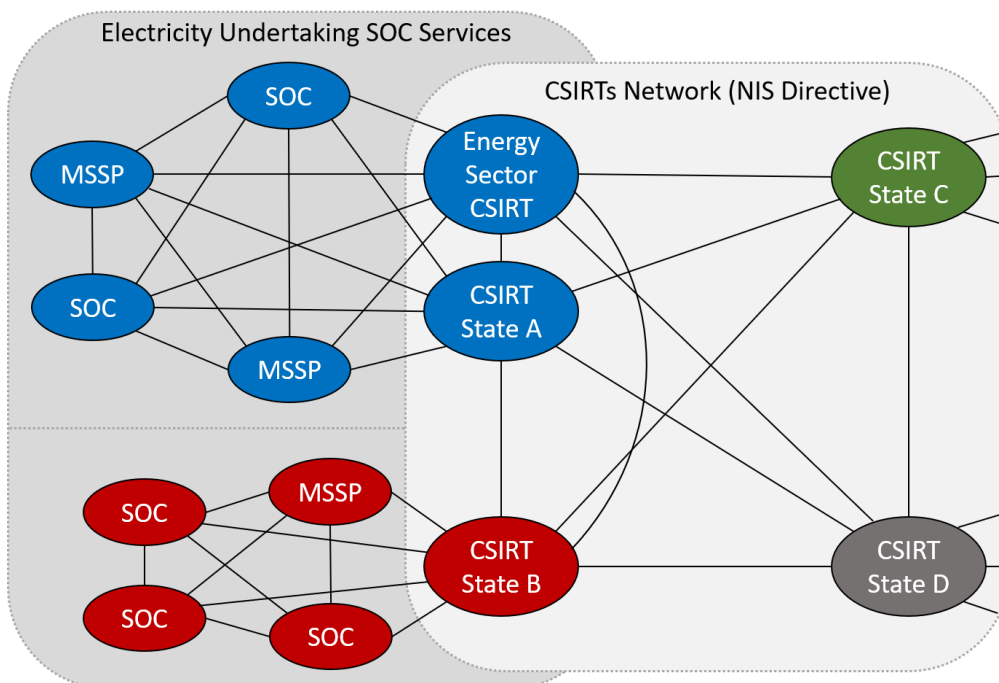 Electricity Undertaking SOC Services
CSIRTs Network (NIS Directive)
SOC
MSSP
SOC
MSSP
Energy
Sector
CSIRT
CSIRT
State A
CSIRT
State C
SOC
MSSP
SOC
SOC
CSIRT
State B
CSIRT
State D